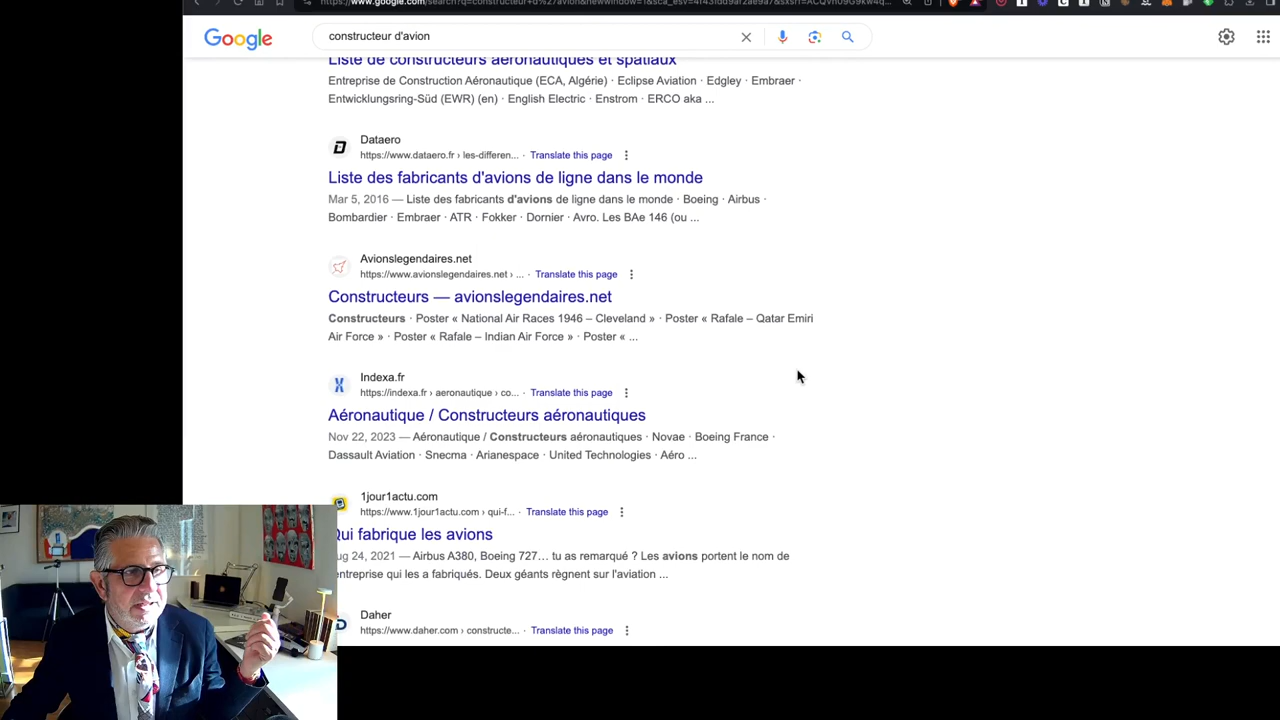 Google
constructeur d'avion
Liste de constructeurs aéronautiques et spatiaux
Entreprise de Construction Aéronautique (ECA, Algérie) · Eclipse Aviation · Edgley · Embraer ·
Entwicklungsring-Süd (EWR) (en) · English Electric · Enstrom · ERCO aka ...
Dataero
https://www.dataero.fr › les-differen... · Translate this page
Liste des fabricants d'avions de ligne dans le monde
Mar 5, 2016 — Liste des fabricants d'avions de ligne dans le monde · Boeing · Airbus ·
Bombardier · Embraer · ATR · Fokker · Dornier · Avro. Les BAe 146 (ou ...
Avionslegendaires.net
https://www.avionslegendaires.net › ... · Translate this page
Constructeurs — avionslegendaires.net
Constructeurs · Poster « National Air Races 1946 – Cleveland » · Poster « Rafale – Qatar Emiri
Air Force » · Poster « Rafale – Indian Air Force » · Poster « ...
Indexa.fr
https://indexa.fr › aeronautique › co... · Translate this page
Aéronautique / Constructeurs aéronautiques
Nov 22, 2023 — Aéronautique / Constructeurs aéronautiques · Novae · Boeing France ·
Dassault Aviation · Snecma · Arianespace · United Technologies · Aéro ...
1jour1actu.com
https://www.1jour1actu.com › qui-f... · Translate this page
Qui fabrique les avions
ug 24, 2021 — Airbus A380, Boeing 727... tu as remarqué ? Les avions portent le nom de
entreprise qui les a fabriqués. Deux géants règnent sur l'aviation ...
Daher
https://www.daher.com › constructe... · Translate this page